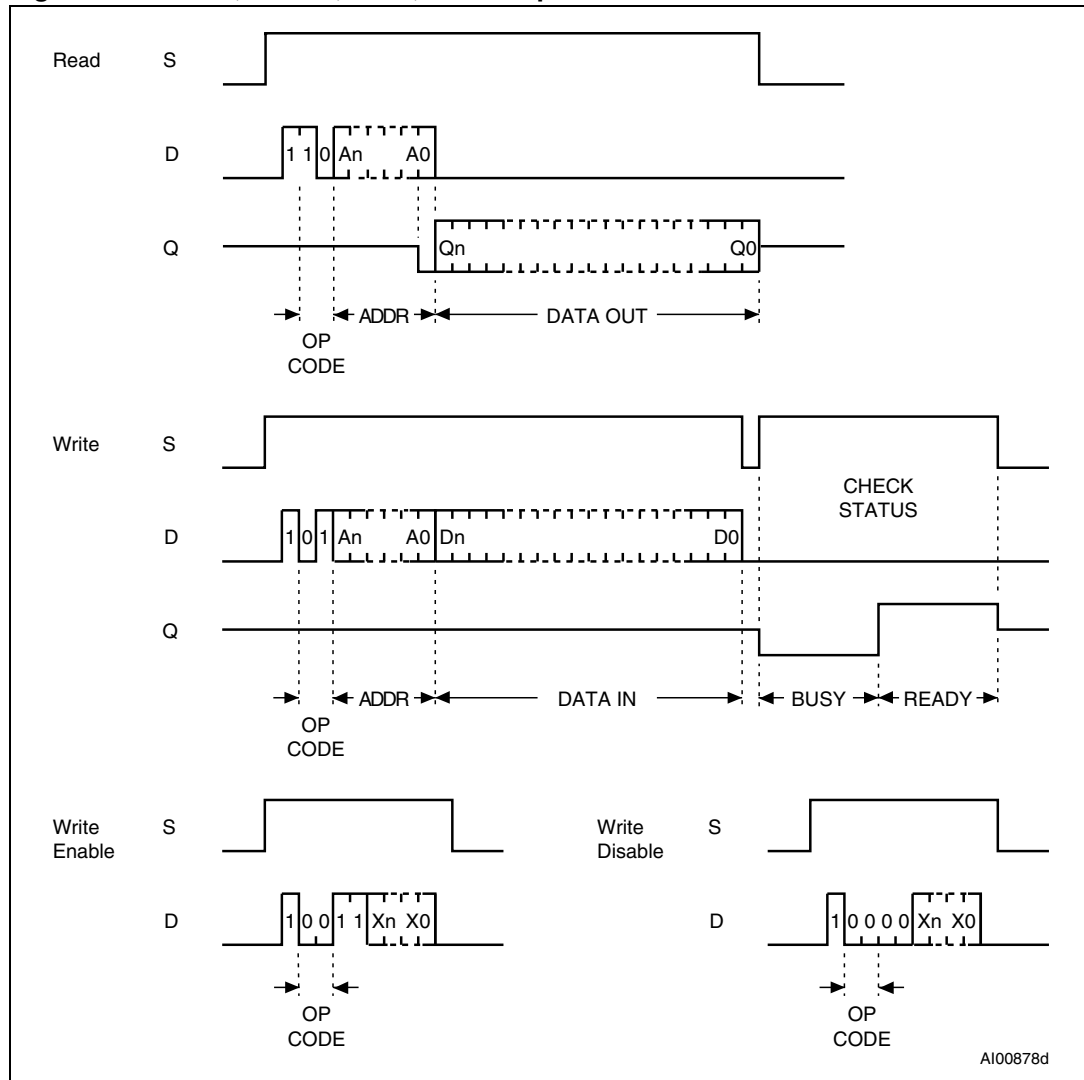 Read S
D 1 1 0 An A0
Q Qn Q0
ADDR DATA OUT
OP
CODE
Write S
CHECK
STATUS
D 1 0 1 An A0 Dn D0
Q
ADDR DATA IN BUSY READY
OP
CODE
Write
Enable
S
D 1 0 0 1 1 Xn X0
OP
CODE
Write
Disable
S
D 1 0 0 0 0 Xn X0
OP
CODE
AI00878d